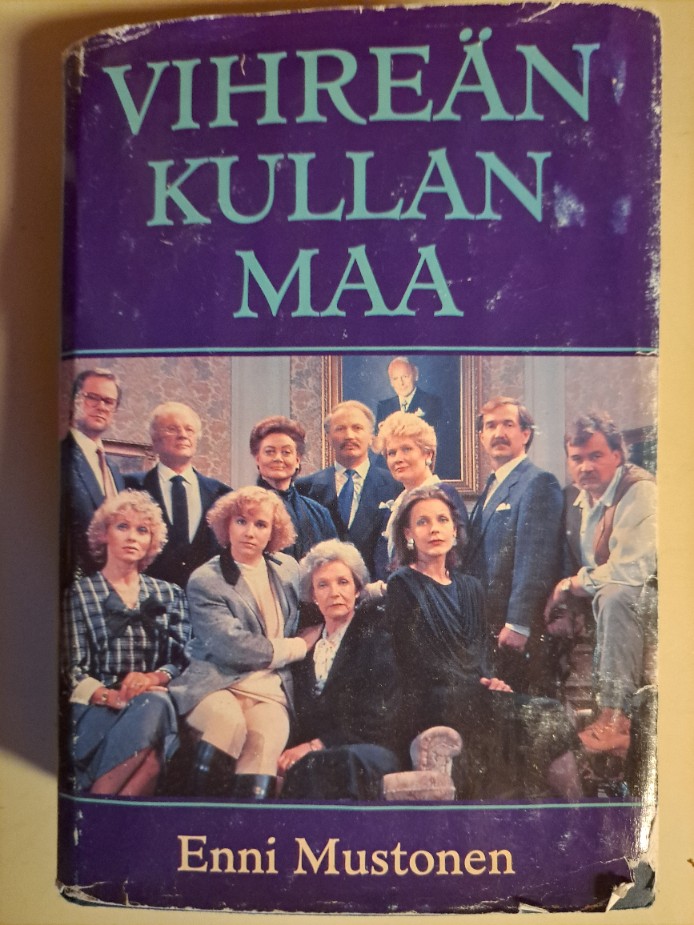 VIHREÄN
KULLAN
MAA
Enni Mustonen